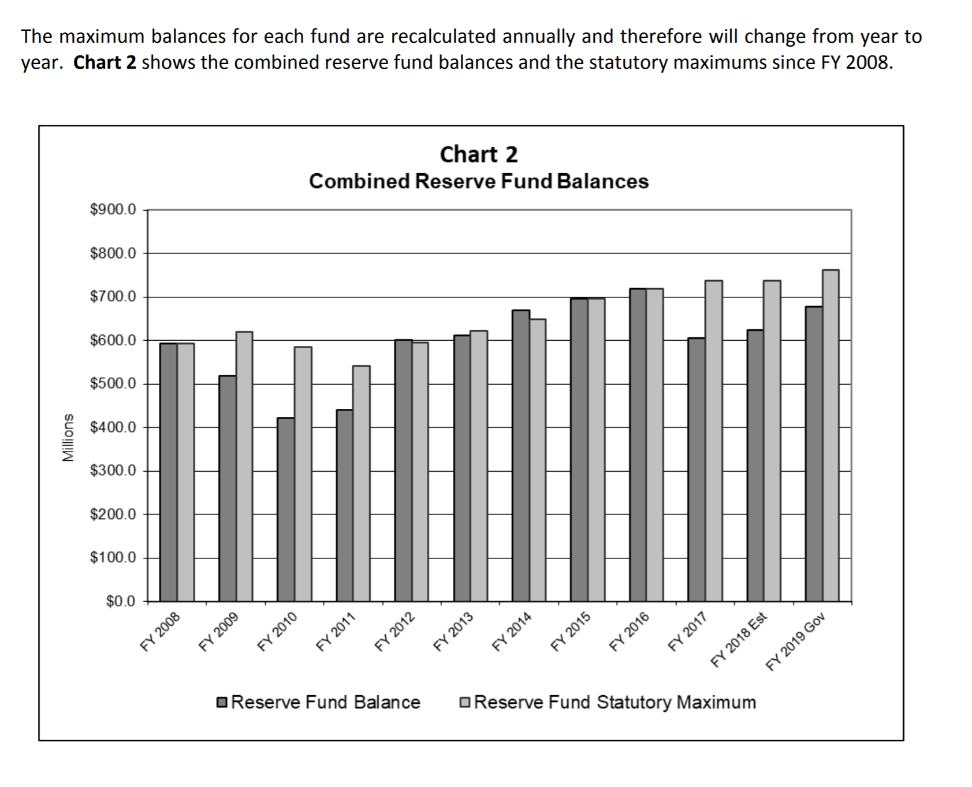 The maximum balances for each fund are recalculated annually and therefore will change from year to
year. Chart 2 shows the combined reserve fund balances and the statutory maximums since FY 2008.
Chart 2
Combined Reserve Fund Balances
$900.0
$800.0
$700.0
$600.0
$500.0
$400.0
$300.0
$200.0
$100.0
$0.0
Millions
FY 2008
FY 2009
FY 2010
FY 2011
FY 2012
FY 2013
FY 2014
FY 2015
FY 2016
FY 2017
FY 2018 Est
FY 2019 Gov
Reserve Fund Balance
Reserve Fund Statutory Maximum